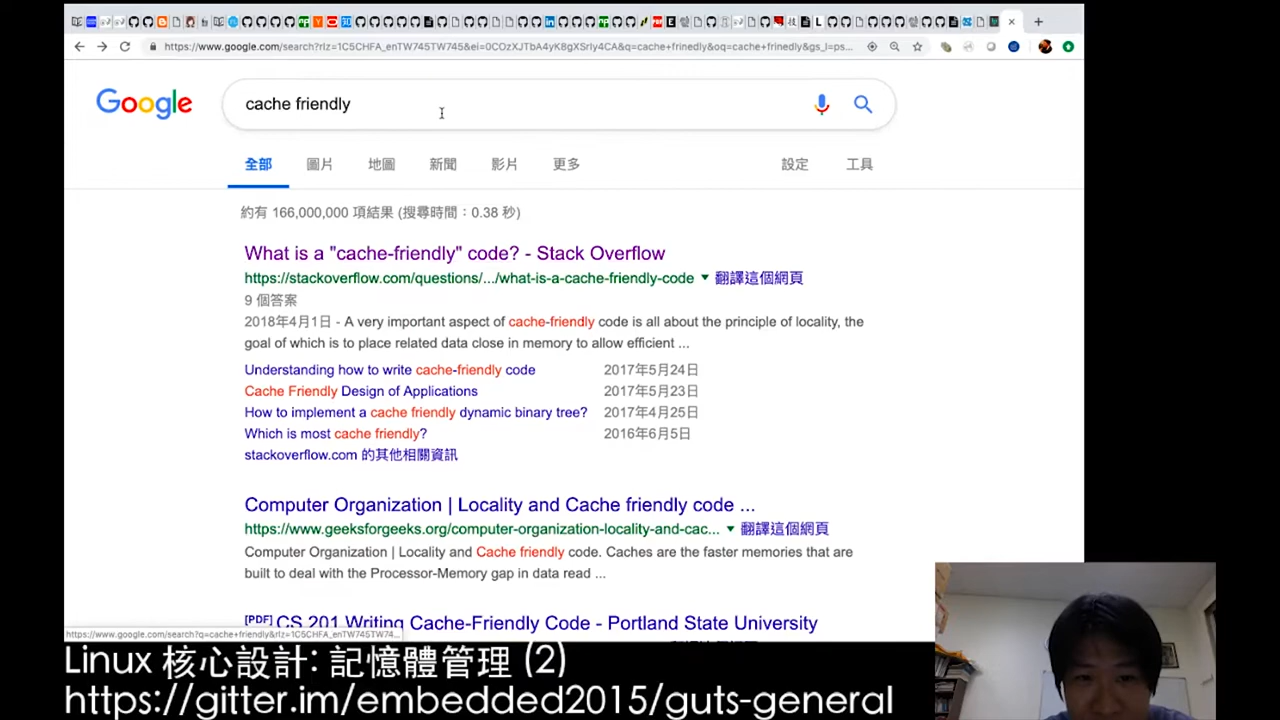 https://www.google.com/search?rlz=1C5CHFA_enTW745TW745&ei=0COzXJTbA4yK8gXSrly4CA&q=cache+frinedly&oq=cache+frinedly&gs_l=ps...
Google
cache friendly
全部 圖片 地圖 新聞 影片 更多 設定 工具
約有 166,000,000 項結果 (搜尋時間：0.38 秒)
What is a "cache-friendly" code? - Stack Overflow
https://stackoverflow.com/questions/.../what-is-a-cache-friendly-code ▼ 翻譯這個網頁
9 個答案
2018年4月1日 - A very important aspect of cache-friendly code is all about the principle of locality, the
goal of which is to place related data close in memory to allow efficient ...
Understanding how to write cache-friendly code 2017年5月24日
Cache Friendly Design of Applications 2017年5月23日
How to implement a cache friendly dynamic binary tree? 2017年4月25日
Which is most cache friendly? 2016年6月5日
stackoverflow.com 的其他相關資訊
Computer Organization | Locality and Cache friendly code ...
https://www.geeksforgeeks.org/computer-organization-locality-and-cac... ▼ 翻譯這個網頁
Computer Organization | Locality and Cache friendly code. Caches are the faster memories that are
built to deal with the Processor-Memory gap in data read ...
[PDF] CS 201 Writing Cache-Friendly Code - Portland State University
https://www.google.com/search?q=cache+friendly&rlz=1C5CHFA_enTW745TW74...
Linux 核心設計: 記憶體管理 (2)
https://gitter.im/embedded2015/guts-general